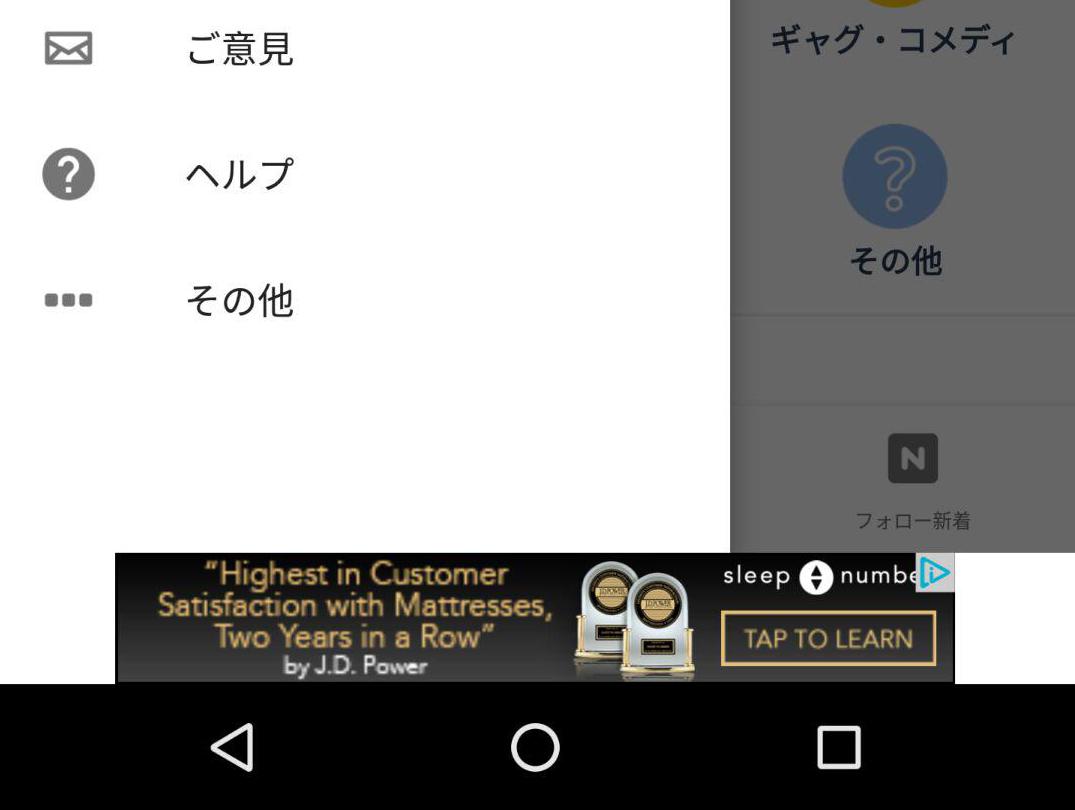 ご意見
ヘルプ
その他
ギャグ・コメディ
その他
N
フォロー新着
“Highest in Customer
Satisfaction with Mattresses,
Two Years in a Row”
by J.D. Power
sleep numbe
TAP TO LEARN